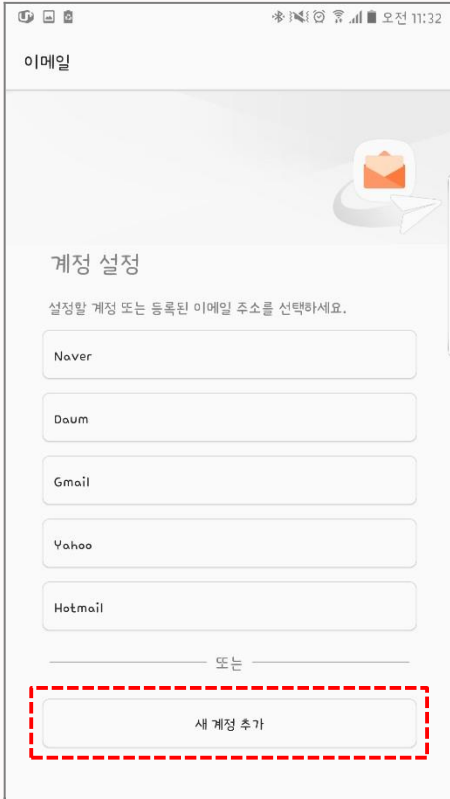 오전 11:32
이메일
계정 설정
설정할 계정 또는 등록된 이메일 주소를 선택하세요.
Naver
Daum
Gmail
Yahoo
Hotmail
또는
새 계정 추가